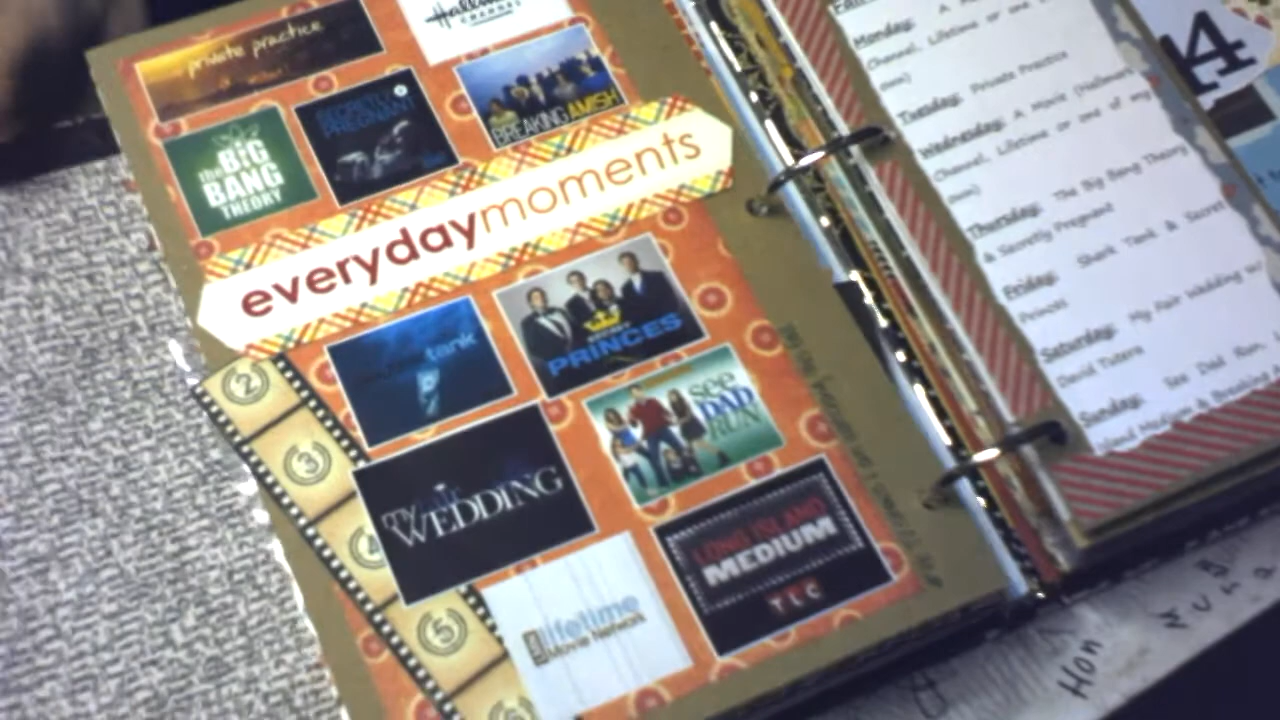 private practice
Hallmark
CHANNEL
BREAKING AMISH
the BiG
BANG
THEORY
SECRETLY
PREGNANT
everydaymoments
tank
PRINCES
see
DAD
RUN
MY FAIR
WEDDING
LONG ISLAND
MEDIUM
TLC
lifetime
Movie Network
2
3
4
5
6
Monday: A
Channel, Lifetime or one
Tuesday: Private Practice
Wednesday: A Movie (Hallmark
Channel, Lifetime or one of my
Thursday: The Big Bang Theory
& Secretly Pregnant
Friday: Shark Tank & Secret
Princes
Saturday: My Fair Wedding w/
David Tutera
Sunday: See Dad Run,
Island Medium & Breaking
14
Hon